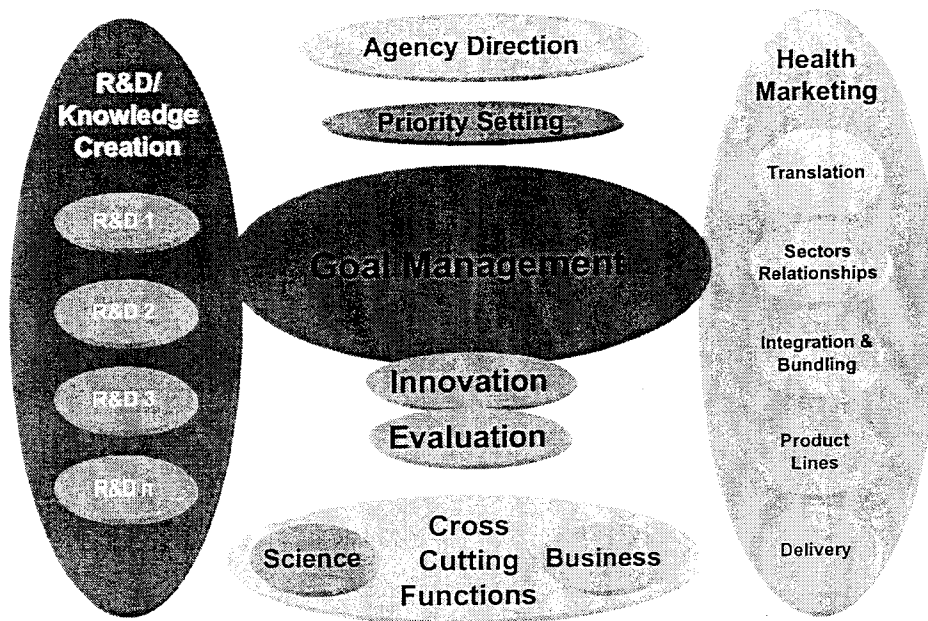 R&D/
Knowledge
Creation
R&D 1
R&D 2
R&D 3
R&D n
Agency Direction
Priority Setting
Goal Management
Innovation
Evaluation
Science
Cross
Cutting
Functions
Business
Health
Marketing
Translation
Sectors
Relationships
Integration &
Bundling
Product
Lines
Delivery